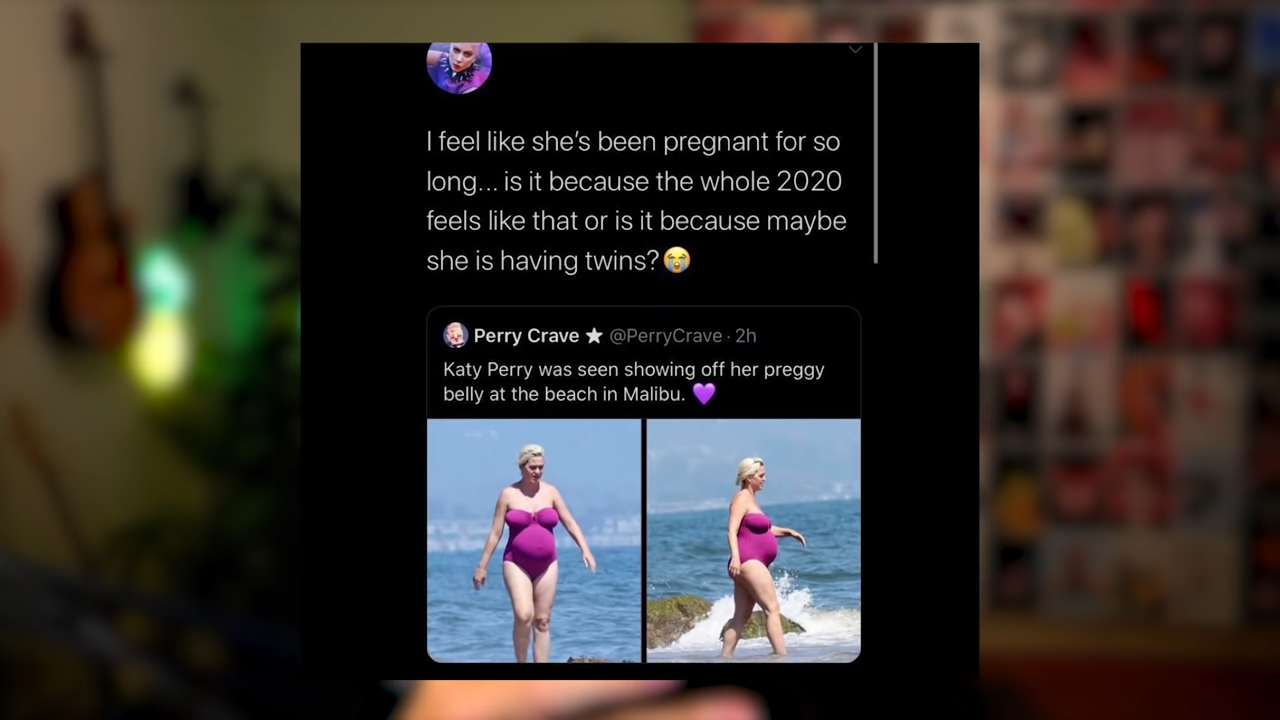 I feel like she’s been pregnant for so
long... is it because the whole 2020
feels like that or is it because maybe
she is having twins?😭
Perry Crave ★ @PerryCrave · 2h
Katy Perry was seen showing off her preggy
belly at the beach in Malibu. 💜